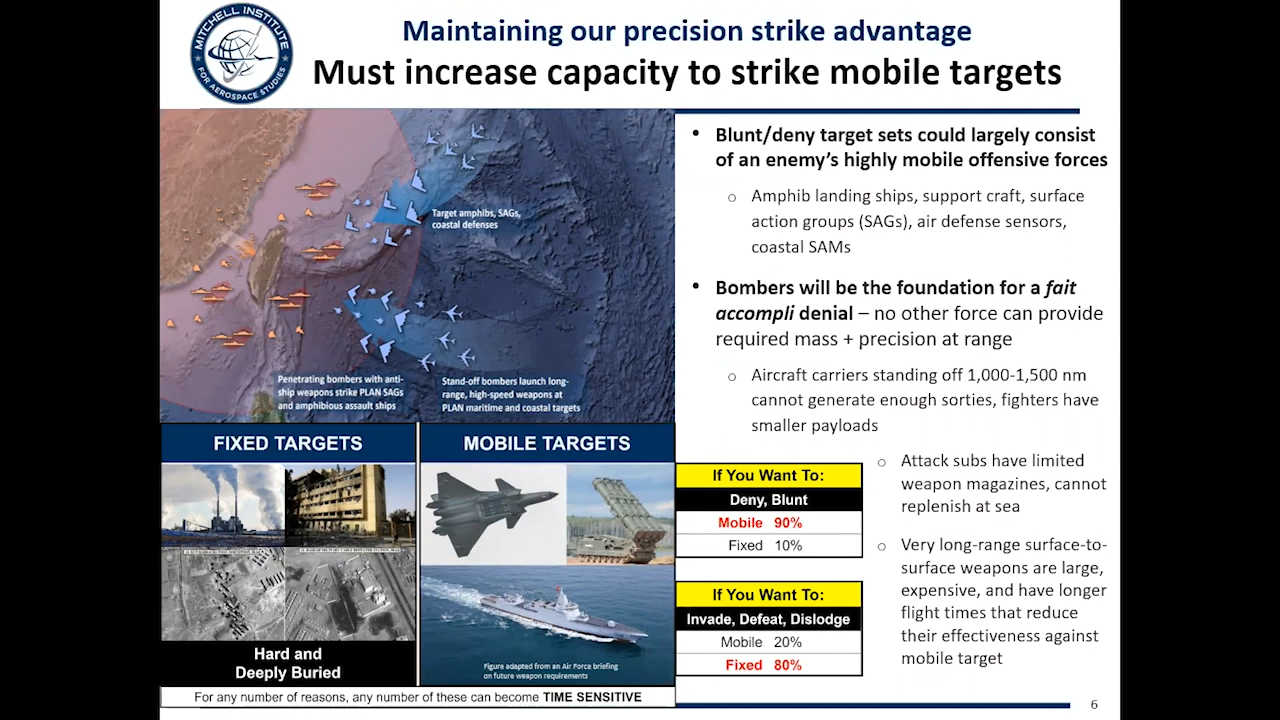 MITCHELL INSTITUTE
FOR AEROSPACE STUDIES
Maintaining our precision strike advantage
Must increase capacity to strike mobile targets
Target amphibs, SAGs,
coastal defenses
Penetrating bombers with anti-
ship weapons strike PLAN SAGs
and amphibious assault ships
Stand-off bombers launch long-
range, high-speed weapons at
PLAN maritime and coastal targets
• Blunt/deny target sets could largely consist
of an enemy’s highly mobile offensive forces
o Amphib landing ships, support craft, surface
action groups (SAGs), air defense sensors,
coastal SAMs
• Bombers will be the foundation for a fait
accompli denial – no other force can provide
required mass + precision at range
o Aircraft carriers standing off 1,000-1,500 nm
cannot generate enough sorties, fighters have
smaller payloads
o Attack subs have limited
weapon magazines, cannot
replenish at sea
o Very long-range surface-to-
surface weapons are large,
expensive, and have longer
flight times that reduce
their effectiveness against
mobile target
FIXED TARGETS
Hard and
Deeply Buried
MOBILE TARGETS
Figure adapted from an Air Force briefing
on future weapon requirements
If You Want To:
Deny, Blunt
Mobile 90%
Fixed 10%
If You Want To:
Invade, Defeat, Dislodge
Mobile 20%
Fixed 80%
For any number of reasons, any number of these can become TIME SENSITIVE
6